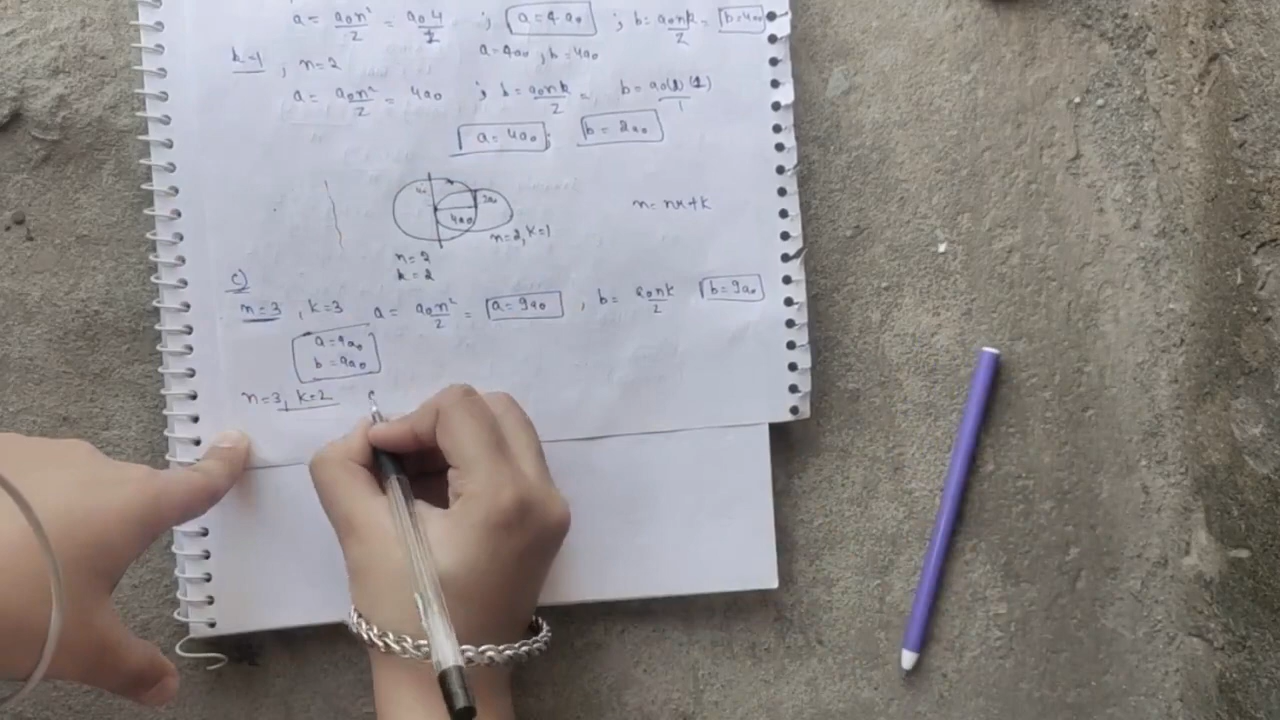 a = a₀n²/2 = a₀4/1 ; a = 4a₀ ; b = a₀nk/2 = b = 4a₀
k=1 ; n=2 a=4a₀ ; b=4a₀
a = a₀n²/2 = 4a₀ ; b = a₀nk/2 = b = a₀(2)(1)/1
a = 4a₀ ; b = 2a₀
4a₀ n=nr+k
n=2, K=1
n=2
k=2
c)
n=3 , k=3 a = a₀n²/2 = a=9a₀ , b = a₀nk/2 b=9a₀
a=9a₀
b=9a₀
n=3, k=2